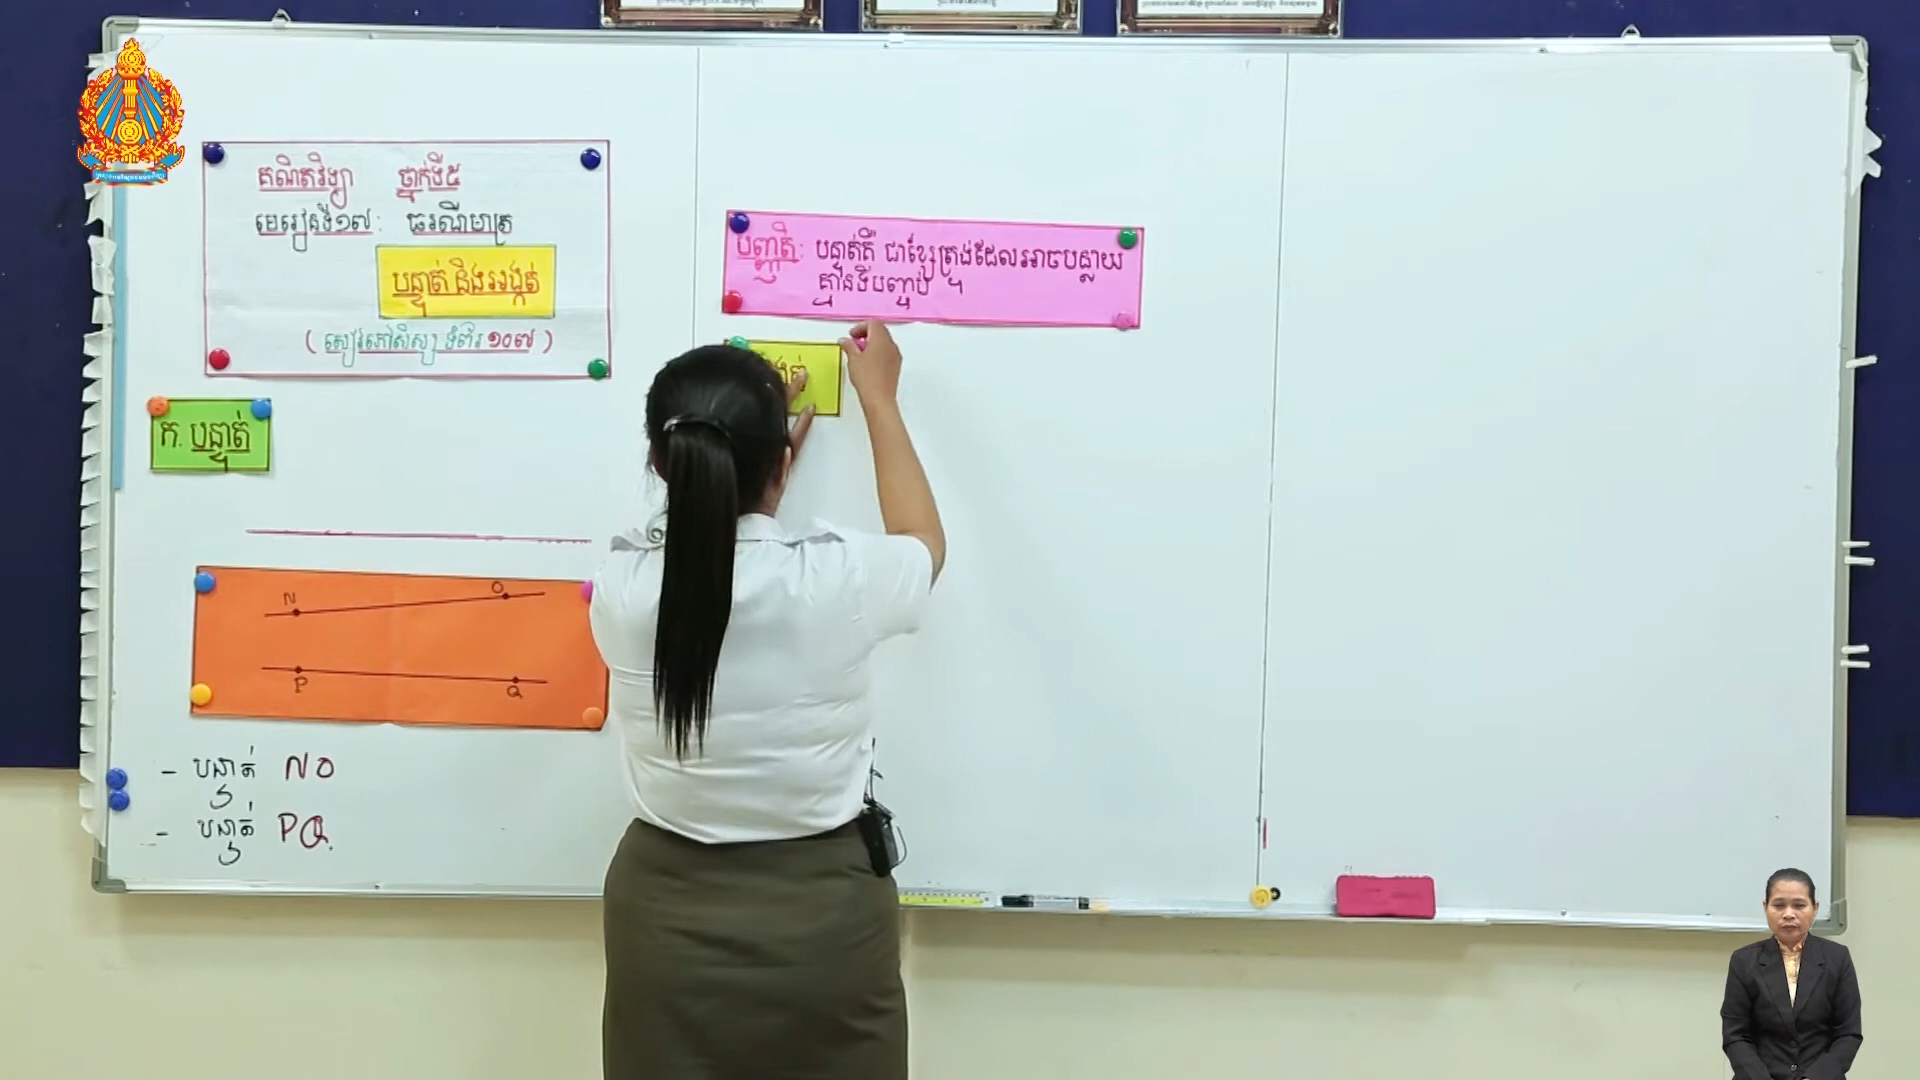 គណិតវិទ្យា ថ្នាក់ទី៥
មេរៀនទី១៧: ធរណីមាត្រ
បន្ទាត់ និងអង្កត់
(សៀវភៅសិស្ស ទំព័រ ១០៧)
ក. បន្ទាត់
N O
P Q
- បន្ទាត់ NO
- បន្ទាត់ PQ.
បញ្ញត្តិ: បន្ទាត់គឺ ជាខ្សែត្រង់ដែលអាចបន្លាយ
គ្មានទីបញ្ចប់ ។